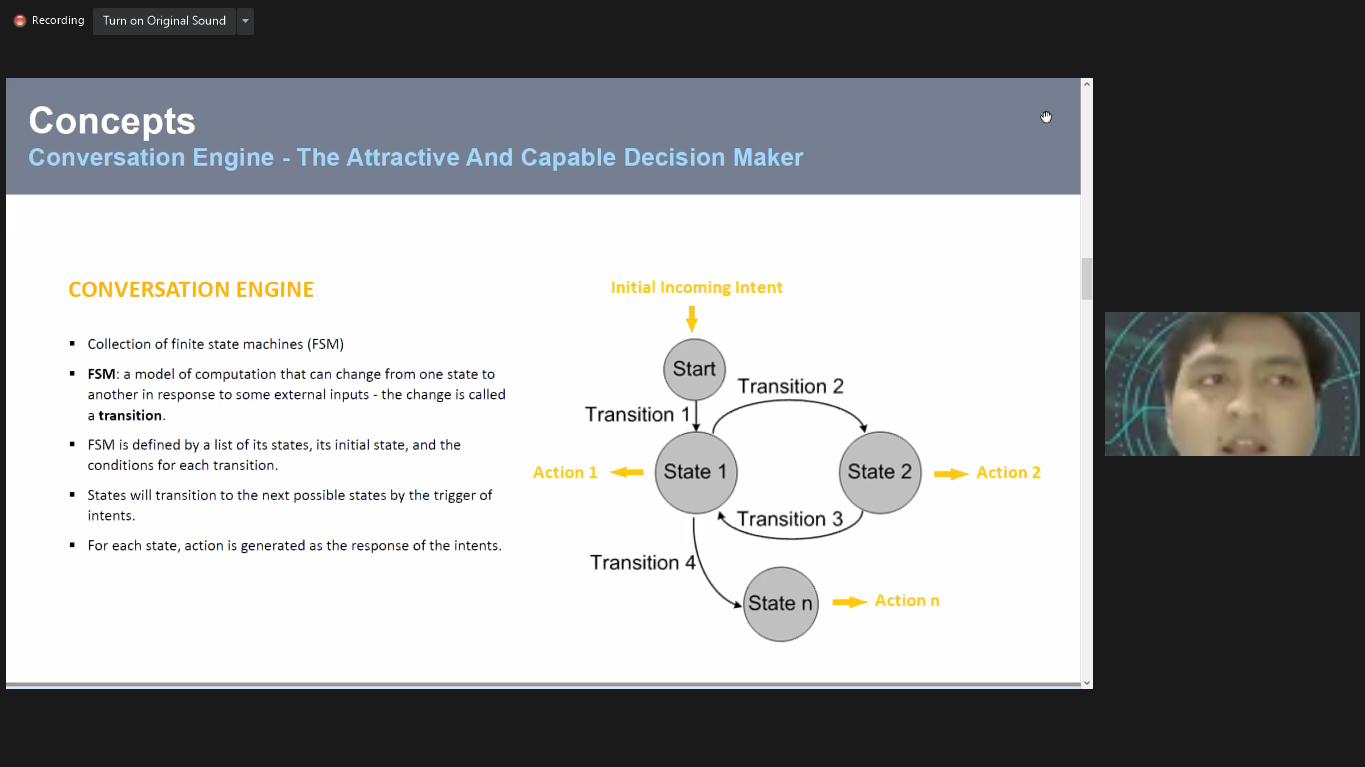 Recording
Turn on Original Sound
Concepts
Conversation Engine - The Attractive And Capable Decision Maker
CONVERSATION ENGINE
▪ Collection of finite state machines (FSM)
▪ FSM: a model of computation that can change from one state to
another in response to some external inputs - the change is called
a transition.
▪ FSM is defined by a list of its states, its initial state, and the
conditions for each transition.
▪ States will transition to the next possible states by the trigger of
intents.
▪ For each state, action is generated as the response of the intents.
Initial Incoming Intent
Start
Transition 2
Transition 1
Action 1
State 1
State 2
Action 2
Transition 3
Transition 4
State n
Action n